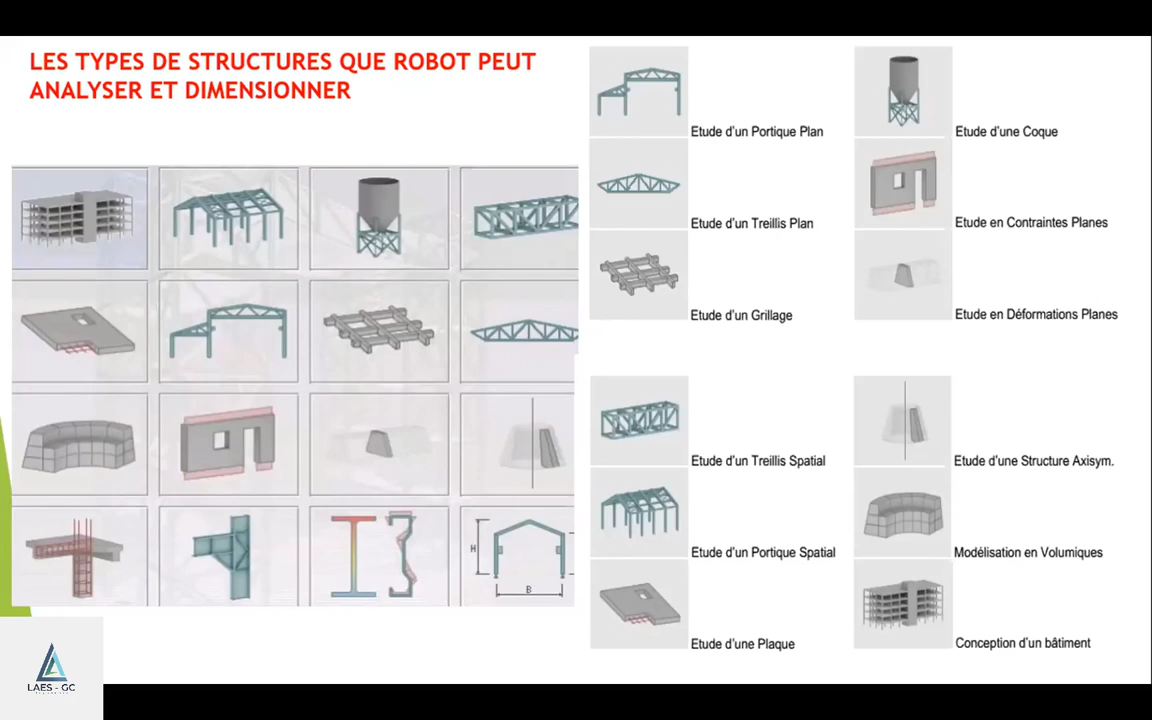 LES TYPES DE STRUCTURES QUE ROBOT PEUT
ANALYSER ET DIMENSIONNER
Etude d'un Portique Plan
Etude d'un Treillis Plan
Etude d'un Grillage
Etude d'une Coque
Etude en Contraintes Planes
Etude en Déformations Planes
Etude d'un Treillis Spatial
Etude d'un Portique Spatial
Etude d'une Plaque
Etude d'une Structure Axisym.
Modélisation en Volumiques
Conception d'un bâtiment
H
B
LAES - GC